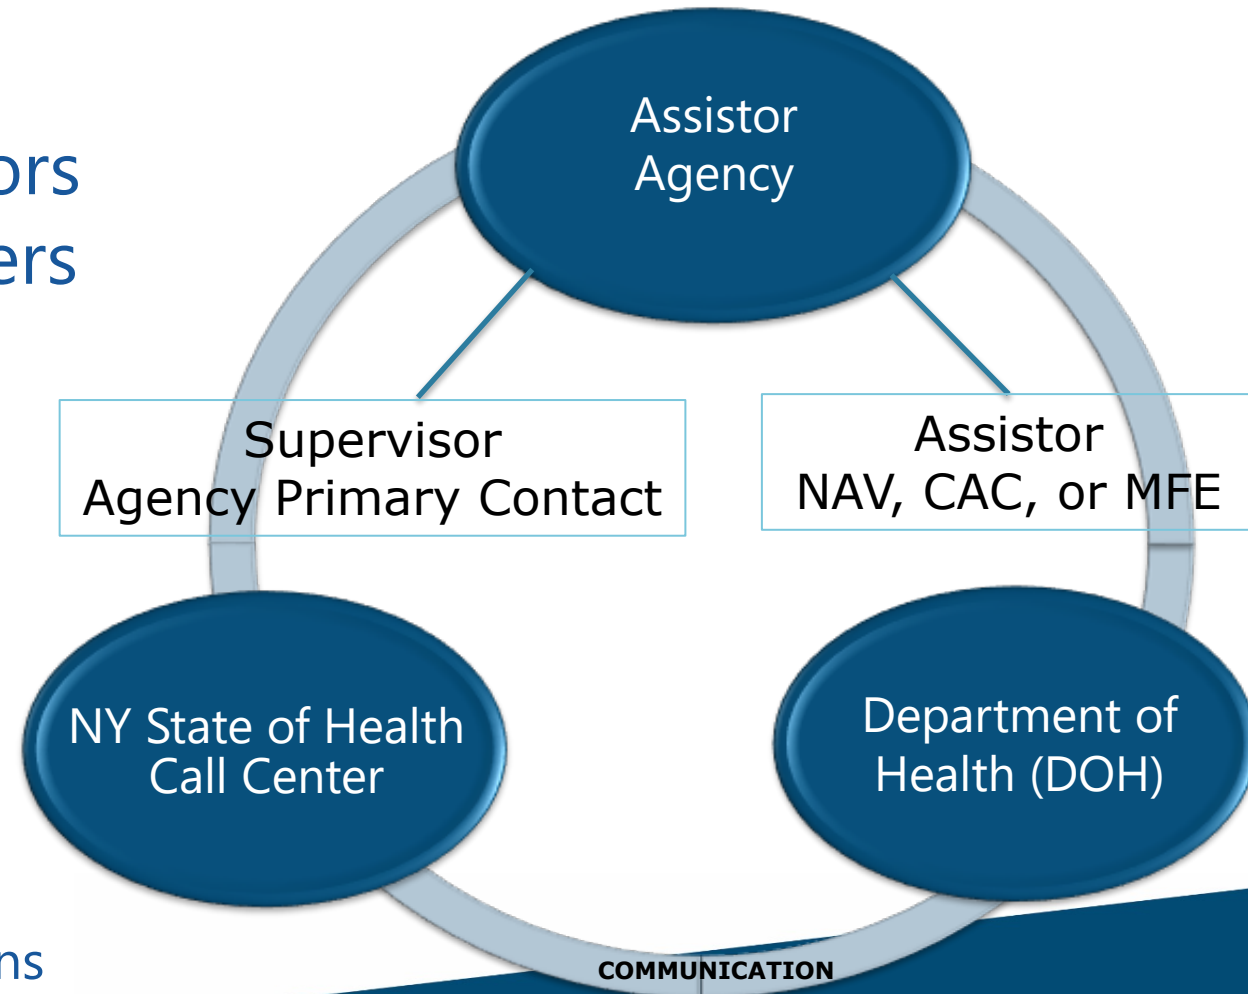 Assistor
Agency
ors
ers
Supervisor
Agency Primary Contact
Assistor
NAV, CAC, or MFE
NY State of Health
Call Center
Department of
Health (DOH)
ns
COMMUNICATION